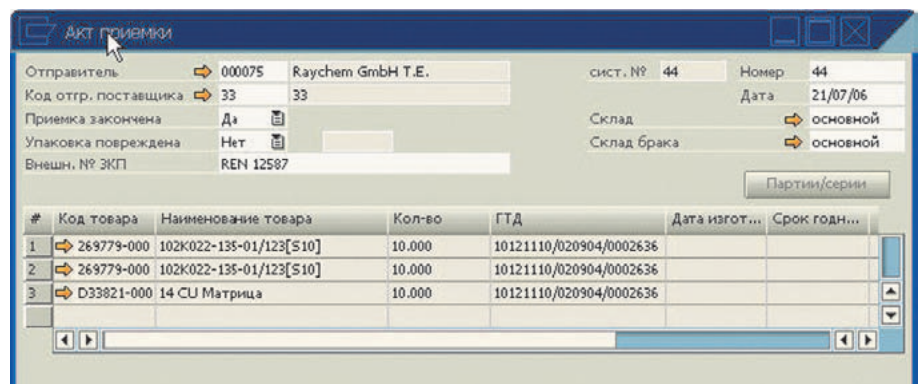 Акт приемки
Отправитель 000075 Raychem GmbH T.E. сист. № 44 Номер 44
Код отгр. поставщика 33 33 Дата 21/07/06
Приемка закончена Да Склад основной
Упаковка повреждена Нет Склад брака основной
Внешн. № ЗКП REN 12587
Партии/серии
# Код товара Наименование товара Кол-во ГТД Дата изгот... Срок годн...
1 269779-000 102K022-135-01/123[S10] 10.000 10121110/020904/0002636
2 269779-000 102K022-135-01/123[S10] 10.000 10121110/020904/0002636
3 D33821-000 14 CU Матрица 10.000 10121110/020904/0002636